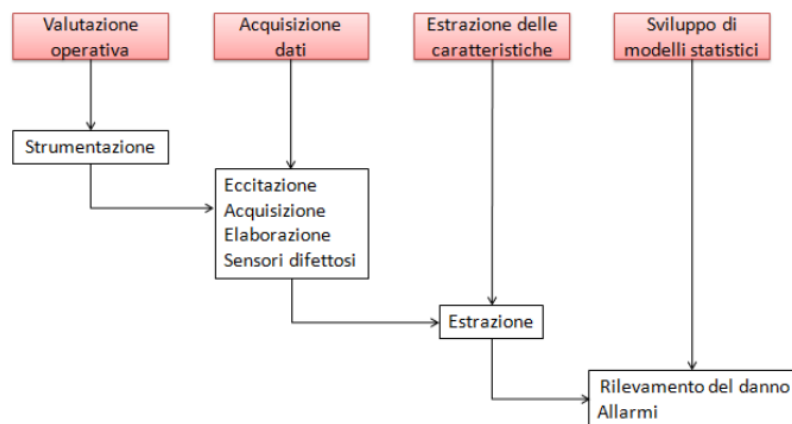 Valutazione
operativa
Acquisizione
dati
Estrazione delle
caratteristiche
Sviluppo di
modelli statistici
Strumentazione
Eccitazione
Acquisizione
Elaborazione
Sensori difettosi
Estrazione
Rilevamento del danno
Allarmi